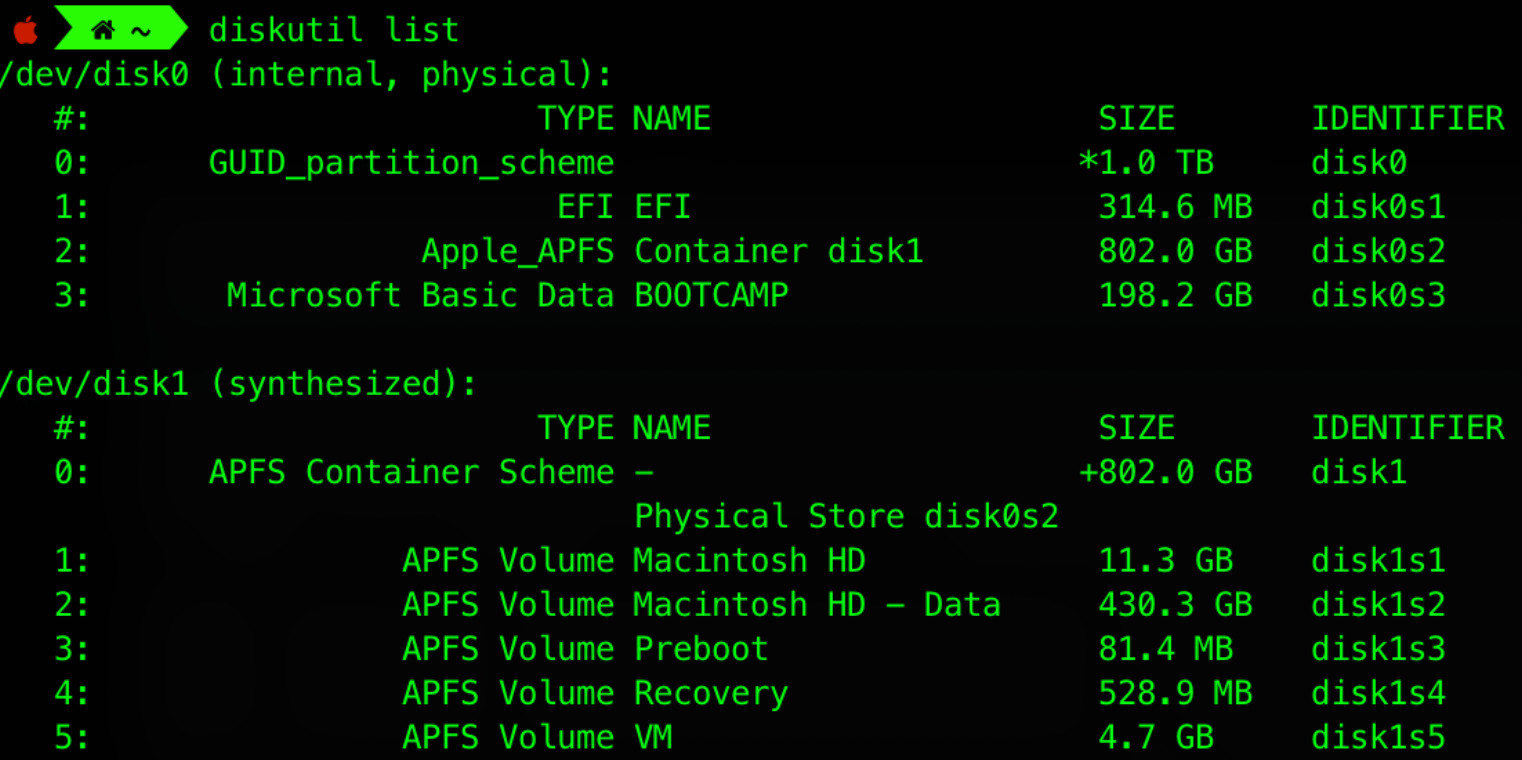 ~ diskutil list
/dev/disk0 (internal, physical):
#: TYPE NAME SIZE IDENTIFIER
0: GUID_partition_scheme *1.0 TB disk0
1: EFI EFI 314.6 MB disk0s1
2: Apple_APFS Container disk1 802.0 GB disk0s2
3: Microsoft Basic Data BOOTCAMP 198.2 GB disk0s3
/dev/disk1 (synthesized):
#: TYPE NAME SIZE IDENTIFIER
0: APFS Container Scheme - +802.0 GB disk1
Physical Store disk0s2
1: APFS Volume Macintosh HD 11.3 GB disk1s1
2: APFS Volume Macintosh HD - Data 430.3 GB disk1s2
3: APFS Volume Preboot 81.4 MB disk1s3
4: APFS Volume Recovery 528.9 MB disk1s4
5: APFS Volume VM 4.7 GB disk1s5